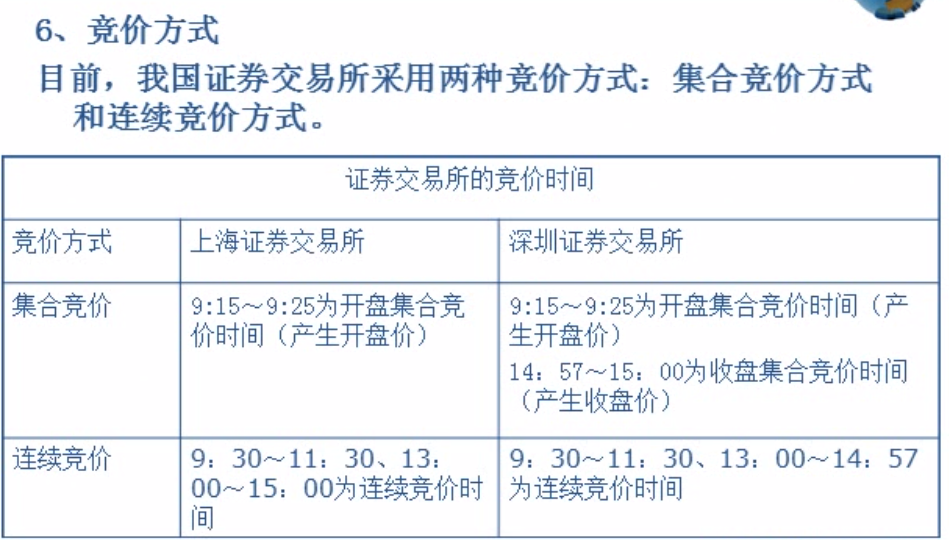 6、竞价方式
目前，我国证券交易所采用两种竞价方式：集合竞价方式
和连续竞价方式。
证券交易所的竞价时间
竞价方式
上海证券交易所
深圳证券交易所
集合竞价
9:15～9:25为开盘集合竞
价时间（产生开盘价）
9:15～9:25为开盘集合竞价时间（产
生开盘价）
14：57～15：00为收盘集合竞价时间
（产生收盘价）
连续竞价
9：30～11：30、13：
00～15：00为连续竞价时
间
9：30～11：30、13：00～14：57
为连续竞价时间